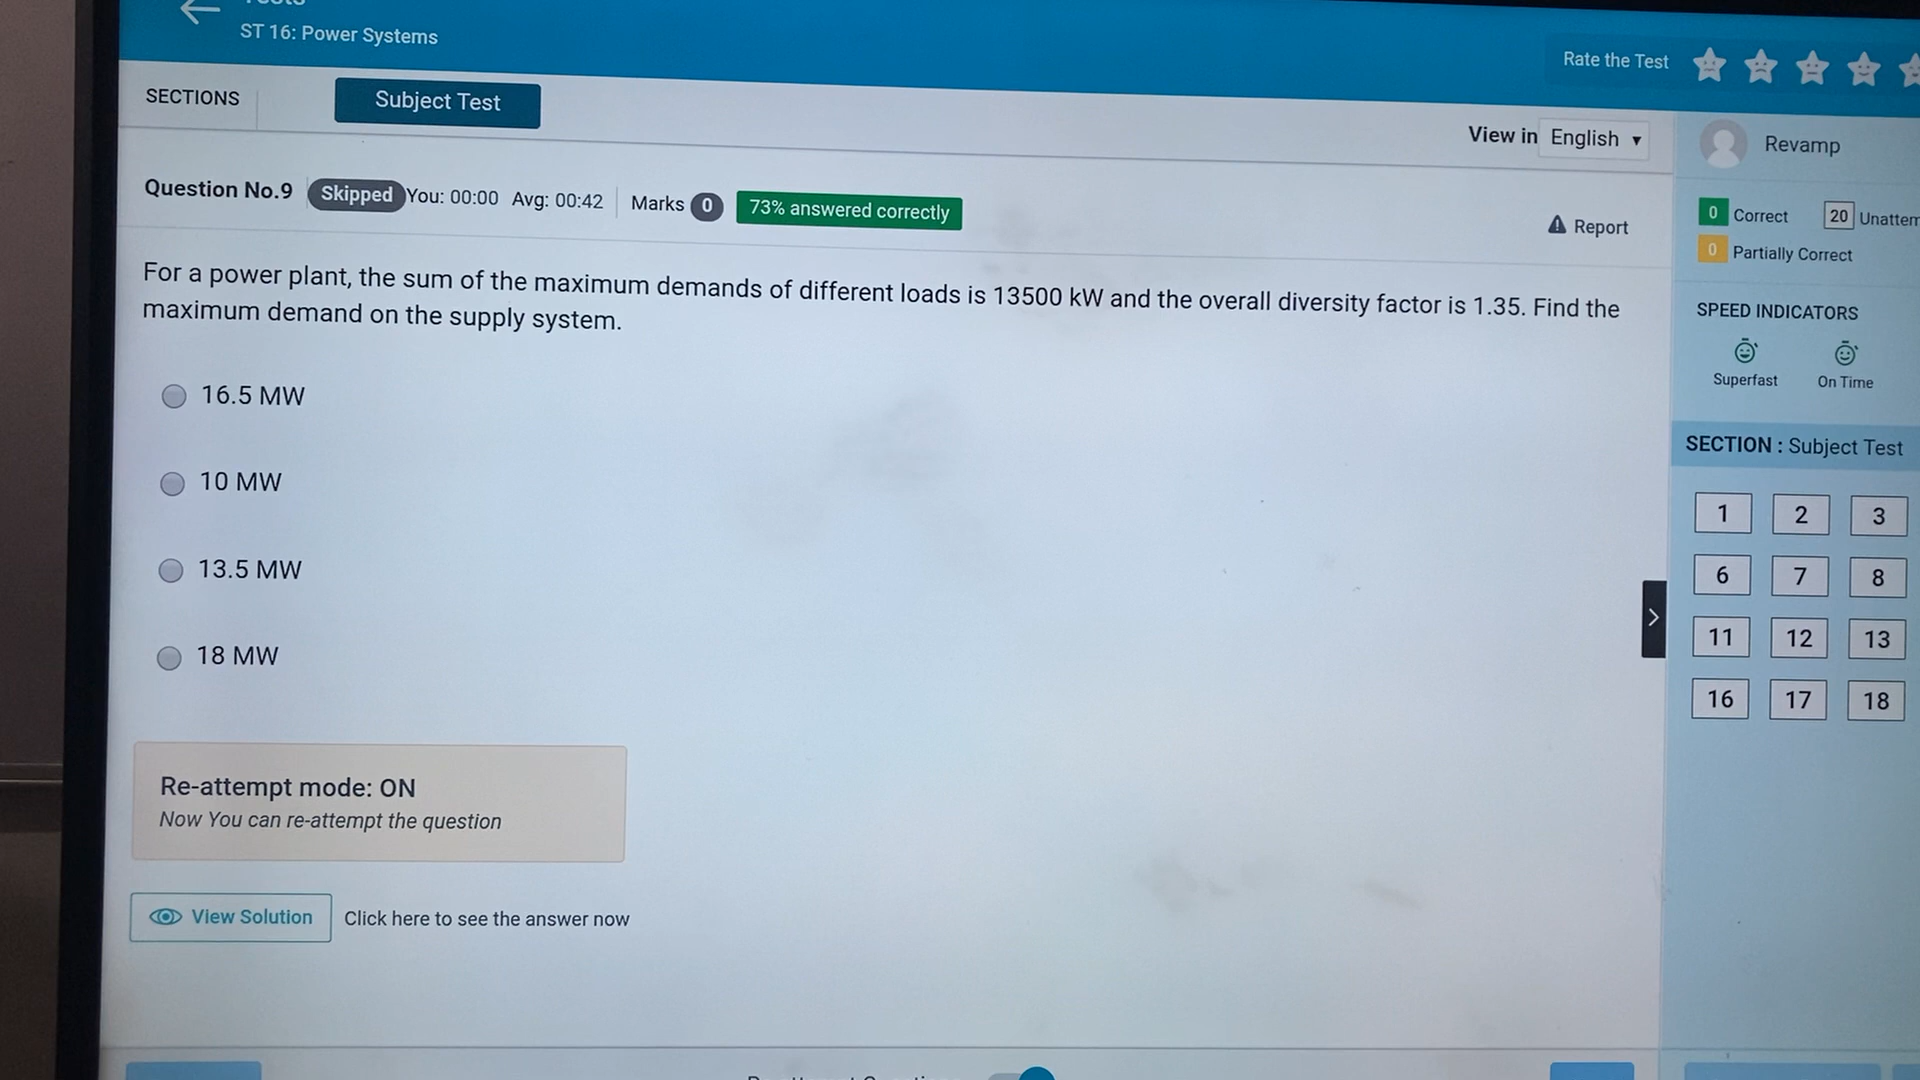 ST 16: Power Systems
Rate the Test
SECTIONS
Subject Test
View in English
Revamp
Question No.9 Skipped You: 00:00 Avg: 00:42 Marks 0 73% answered correctly
Report
0 Correct 20
0 Partially Correct
For a power plant, the sum of the maximum demands of different loads is 13500 kW and the overall diversity factor is 1.35. Find the
maximum demand on the supply system.
SPEED INDICATORS
Superfast On Time
16.5 MW
10 MW
13.5 MW
18 MW
SECTION : Subject Test
1 2 3
6 7 8
11 12 13
16 17 18
Re-attempt mode: ON
Now You can re-attempt the question
View Solution Click here to see the answer now